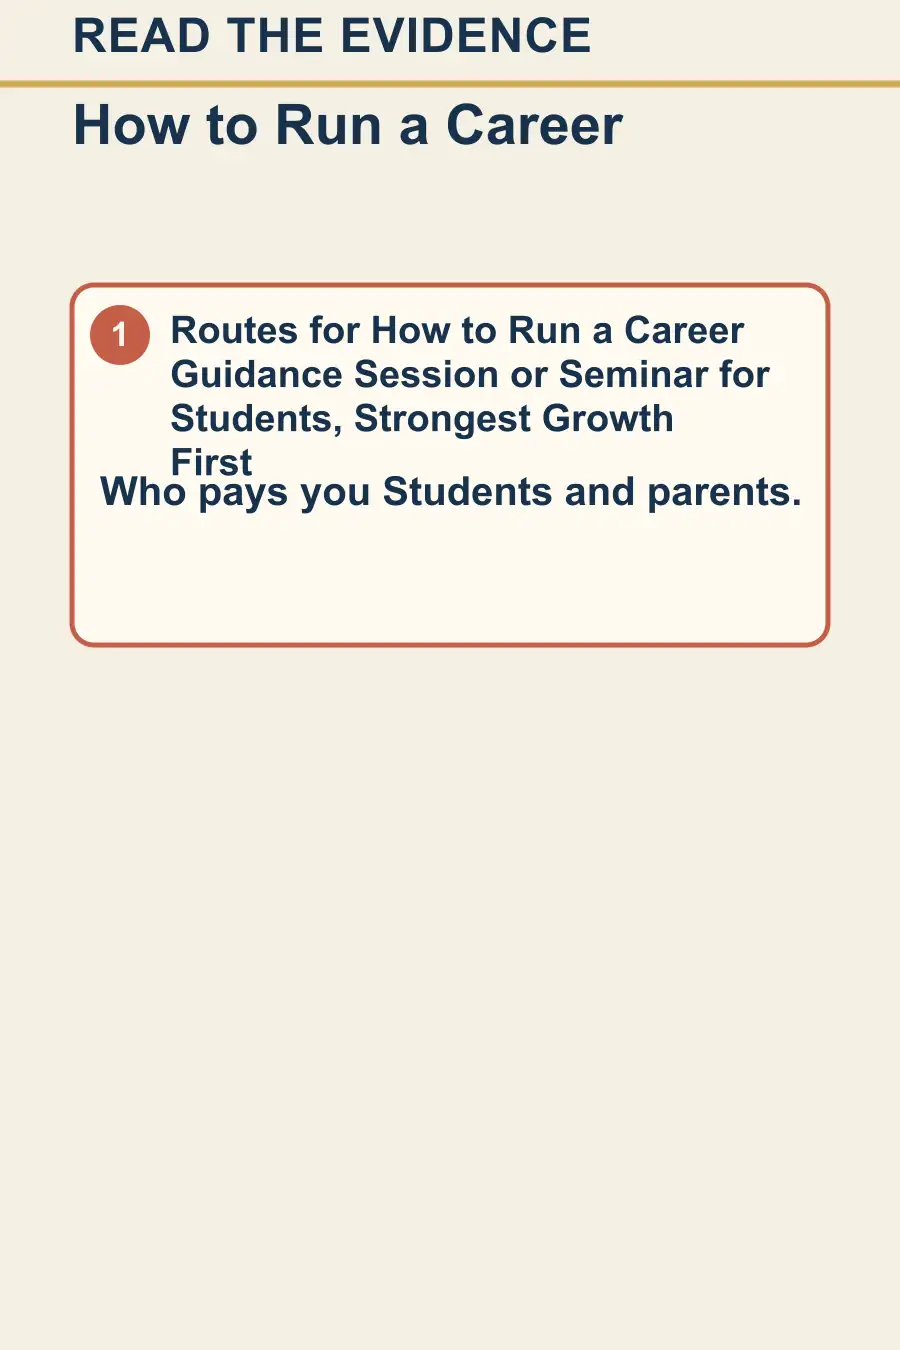 READ THE EVIDENCE
How to Run a Career
1
Routes for How to Run a Career
Guidance Session or Seminar for
Students, Strongest Growth
First
Who pays you Students and parents.